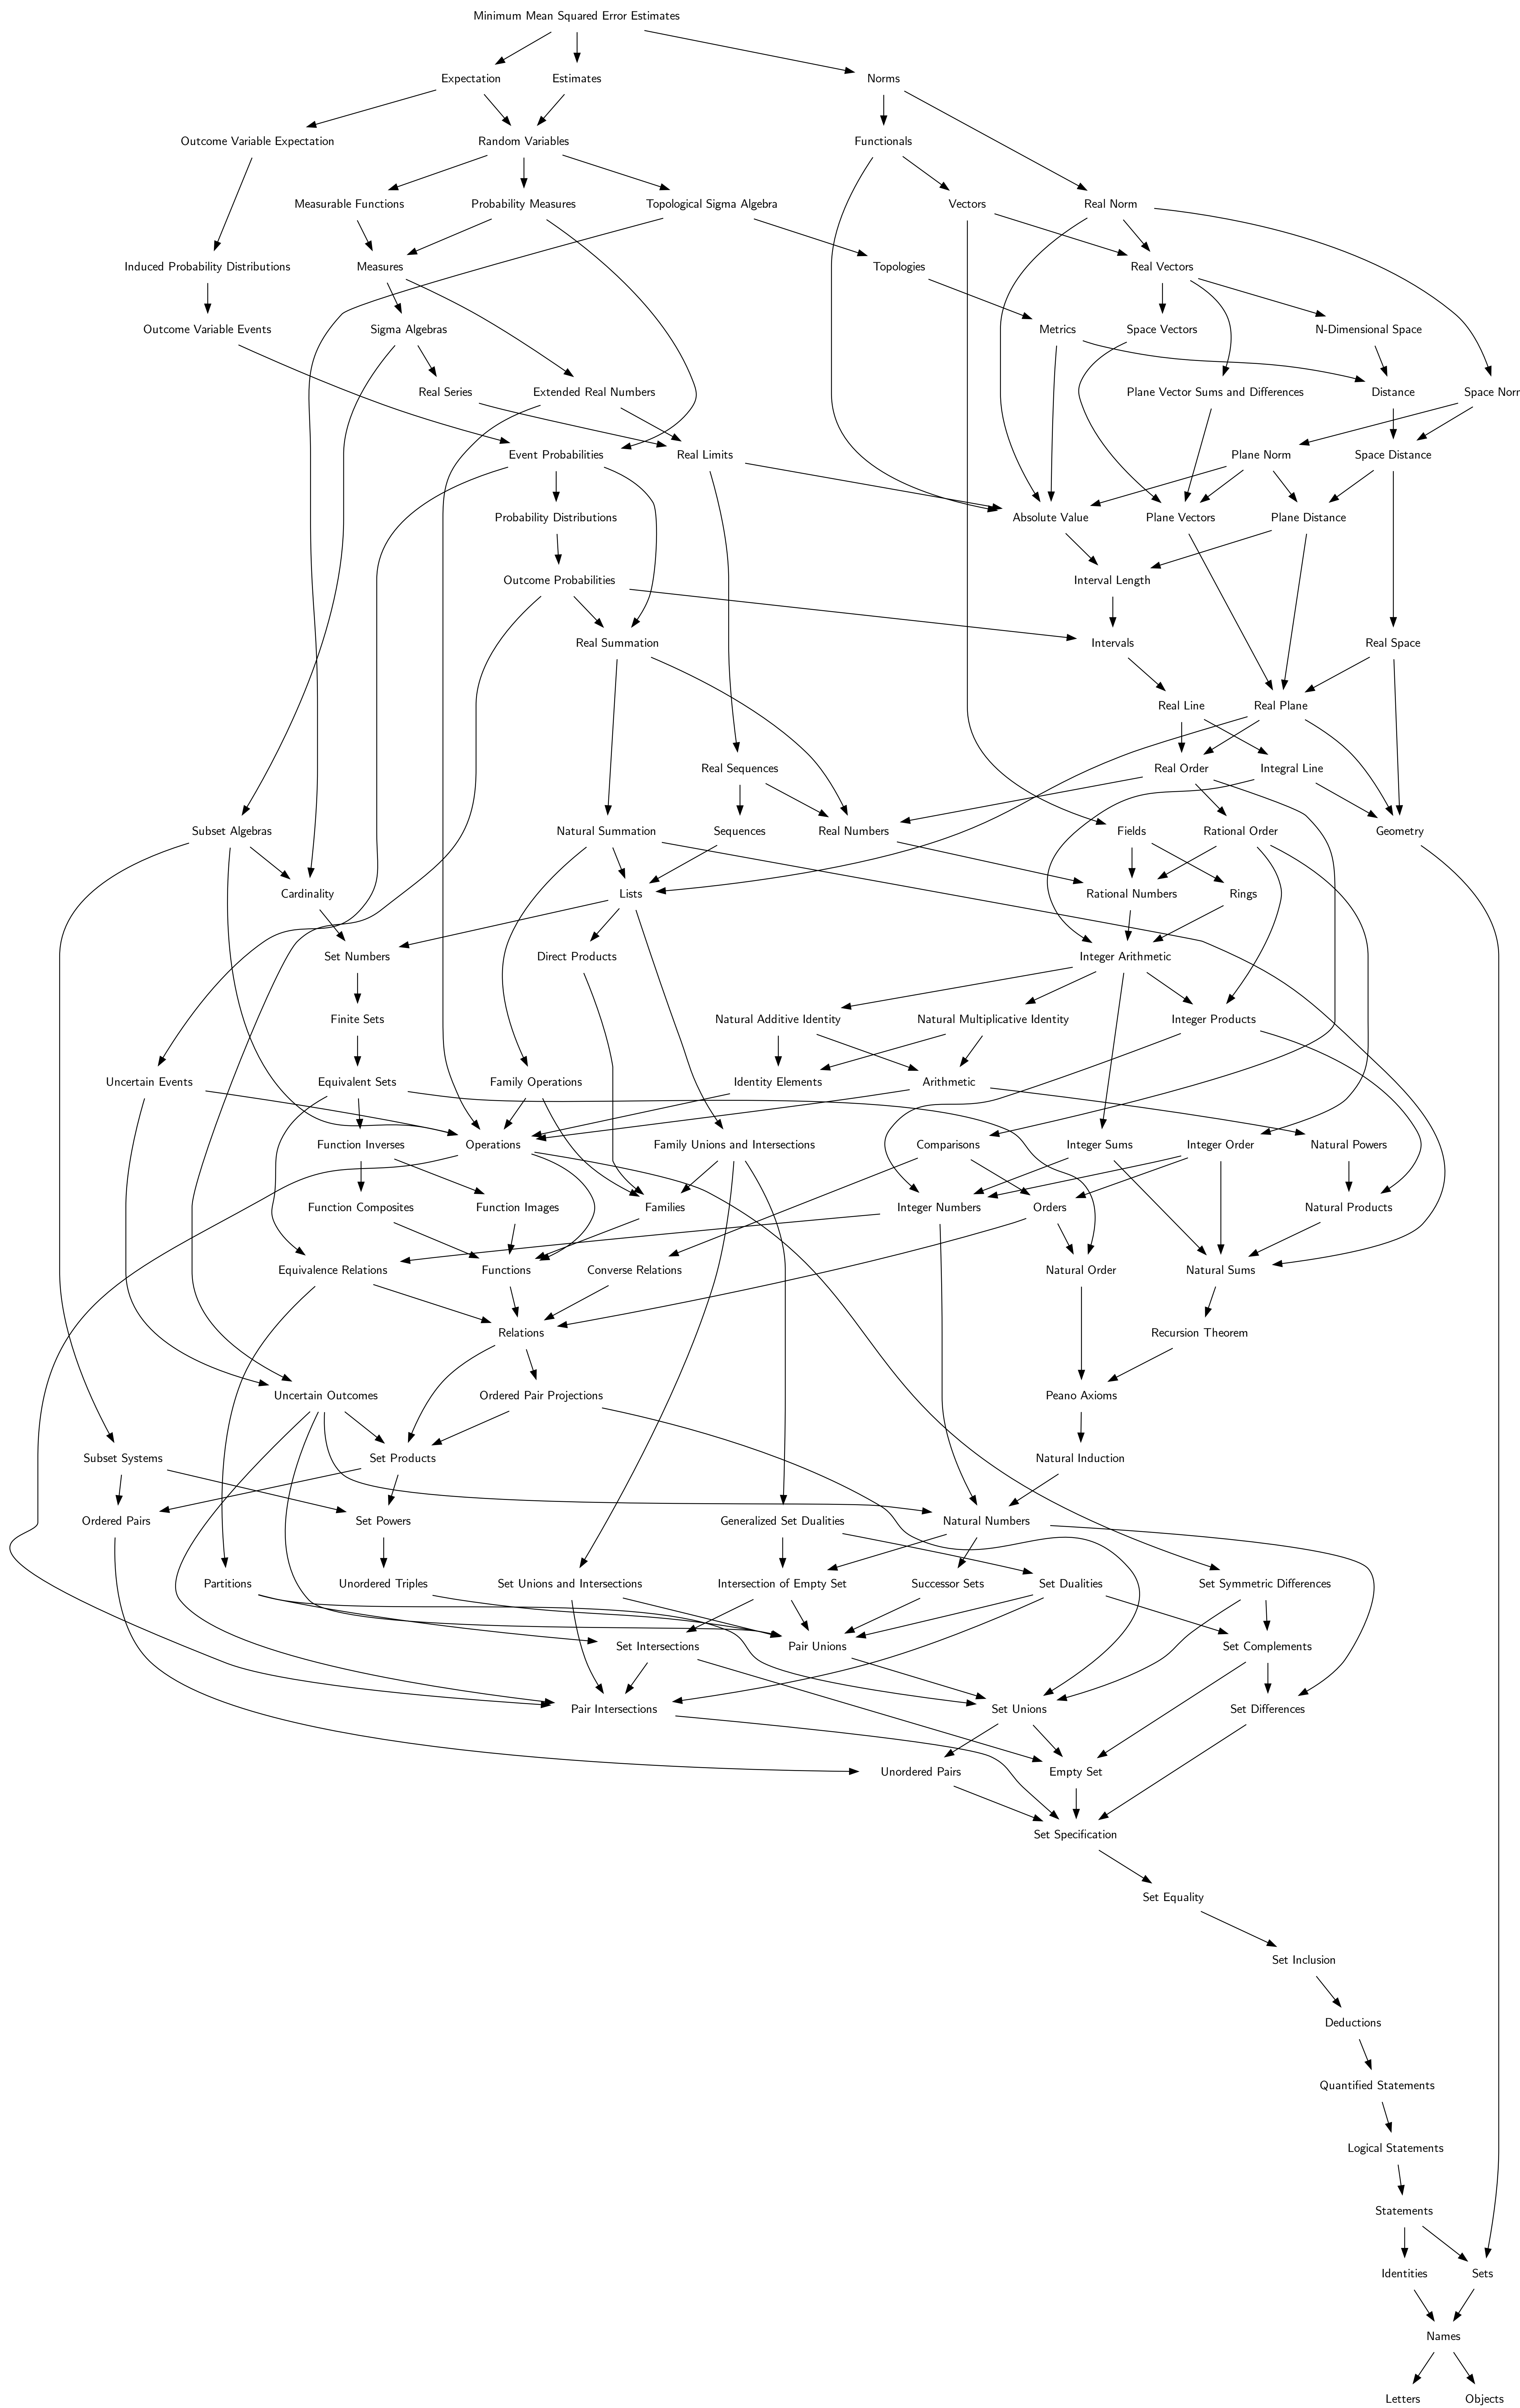 Minimum Mean Squared Error Estimates
Expectation
Estimates
Norms
Outcome Variable Expectation
Random Variables
Functionals
Measurable Functions
Probability Measures
Topological Sigma Algebra
Vectors
Real Norm
Induced Probability Distributions
Measures
Topologies
Real Vectors
Outcome Variable Events
Sigma Algebras
Metrics
Space Vectors
N-Dimensional Space
Real Series
Extended Real Numbers
Plane Vector Sums and Differences
Distance
Space Norm
Event Probabilities
Real Limits
Plane Norm
Space Distance
Probability Distributions
Absolute Value
Plane Vectors
Plane Distance
Outcome Probabilities
Interval Length
Real Summation
Intervals
Real Space
Real Line
Real Plane
Real Sequences
Real Order
Integral Line
Subset Algebras
Natural Summation
Sequences
Real Numbers
Fields
Rational Order
Geometry
Cardinality
Lists
Rational Numbers
Rings
Set Numbers
Direct Products
Integer Arithmetic
Finite Sets
Natural Additive Identity
Natural Multiplicative Identity
Integer Products
Uncertain Events
Equivalent Sets
Family Operations
Identity Elements
Arithmetic
Function Inverses
Operations
Family Unions and Intersections
Comparisons
Integer Sums
Integer Order
Natural Powers
Function Composites
Function Images
Families
Integer Numbers
Orders
Natural Products
Equivalence Relations
Functions
Converse Relations
Natural Order
Natural Sums
Relations
Recursion Theorem
Uncertain Outcomes
Ordered Pair Projections
Peano Axioms
Subset Systems
Set Products
Natural Induction
Ordered Pairs
Set Powers
Generalized Set Dualities
Natural Numbers
Partitions
Unordered Triples
Set Unions and Intersections
Intersection of Empty Set
Successor Sets
Set Dualities
Set Symmetric Differences
Set Intersections
Pair Unions
Set Complements
Pair Intersections
Set Unions
Set Differences
Unordered Pairs
Empty Set
Set Specification
Set Equality
Set Inclusion
Deductions
Quantified Statements
Logical Statements
Statements
Identities
Sets
Names
Letters
Objects